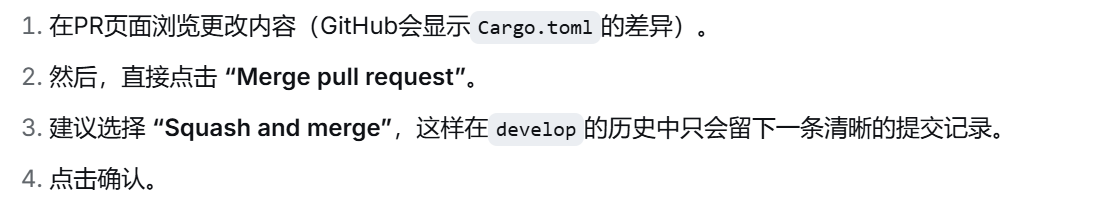 1. 在PR页面浏览更改内容（GitHub会显示 Cargo.toml 的差异）。
2. 然后，直接点击 “Merge pull request”。
3. 建议选择 “Squash and merge”，这样在 develop 的历史中只会留下一条清晰的提交记录。
4. 点击确认。